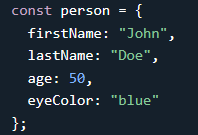 const person = {
  firstName: "John",
  lastName: "Doe",
  age: 50,
  eyeColor: "blue"
};